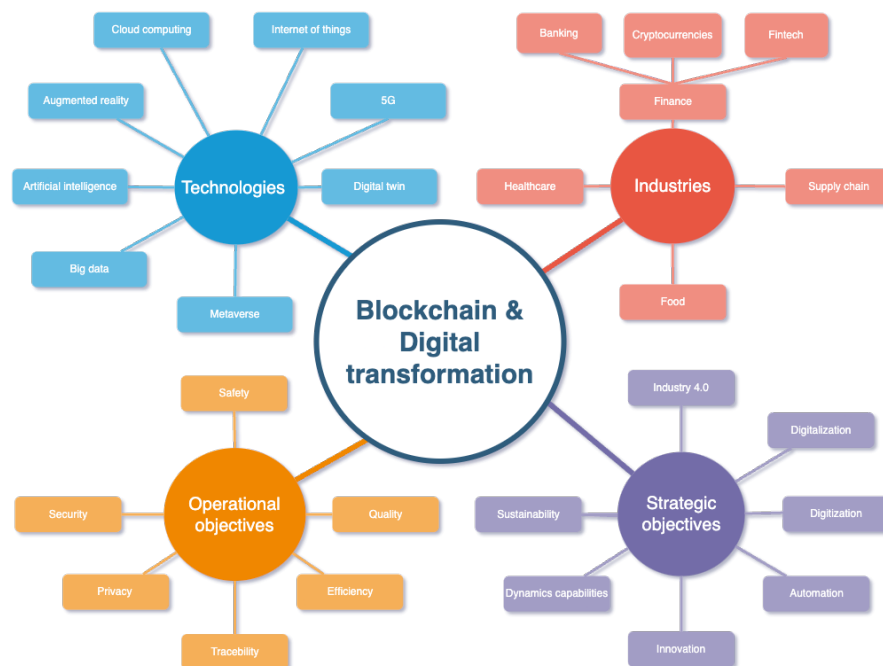 Cloud computing
Internet of things
Augmented reality
5G
Artificial intelligence
Technologies
Digital twin
Big data
Metaverse
Banking
Cryptocurrencies
Fintech
Finance
Healthcare
Industries
Supply chain
Food
Blockchain &
Digital
transformation
Safety
Security
Operational
objectives
Quality
Privacy
Efficiency
Tracebility
Industry 4.0
Digitalization
Sustainability
Strategic
objectives
Digitization
Dynamics capabilities
Automation
Innovation